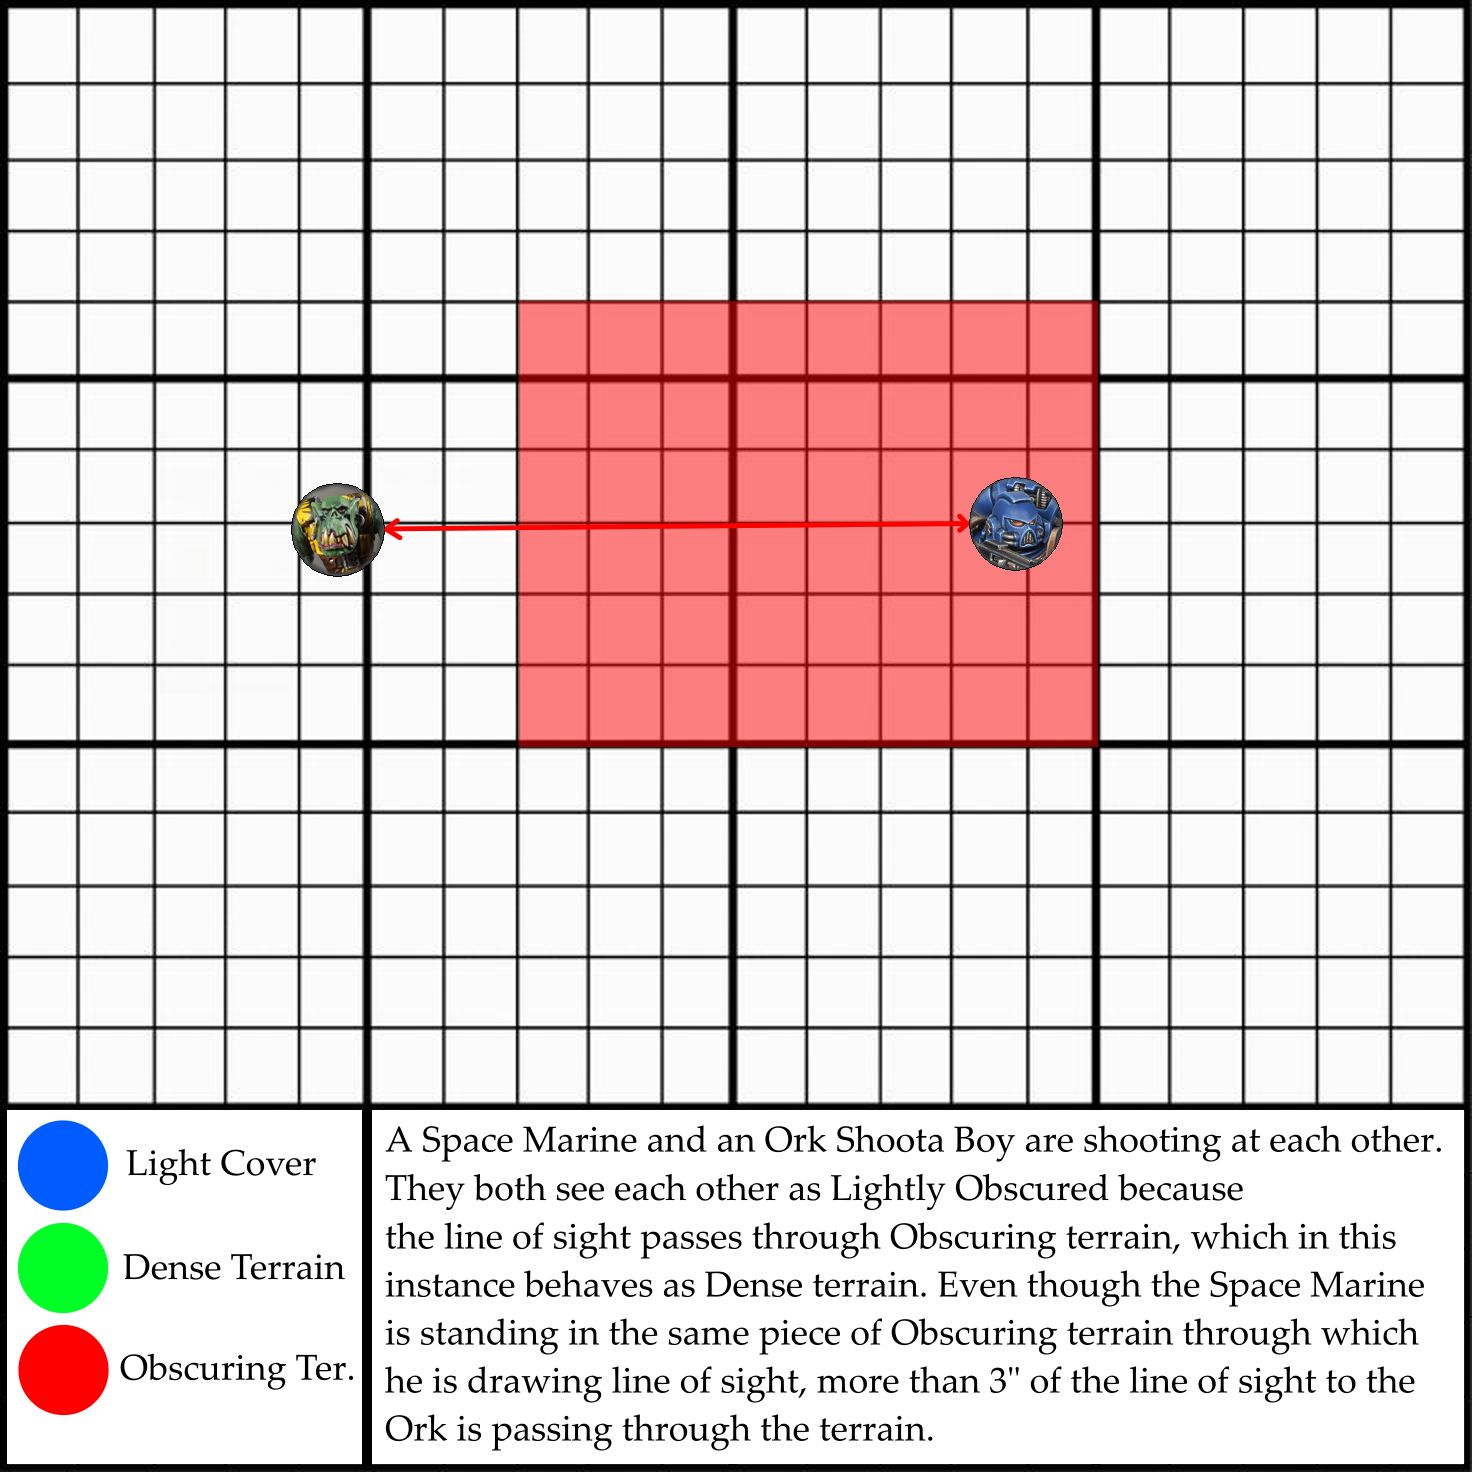 Light Cover
Dense Terrain
Obscuring Ter.
A Space Marine and an Ork Shoota Boy are shooting at each other.
They both see each other as Lightly Obscured because
the line of sight passes through Obscuring terrain, which in this
instance behaves as Dense terrain. Even though the Space Marine
is standing in the same piece of Obscuring terrain through which
he is drawing line of sight, more than 3" of the line of sight to the
Ork is passing through the terrain.